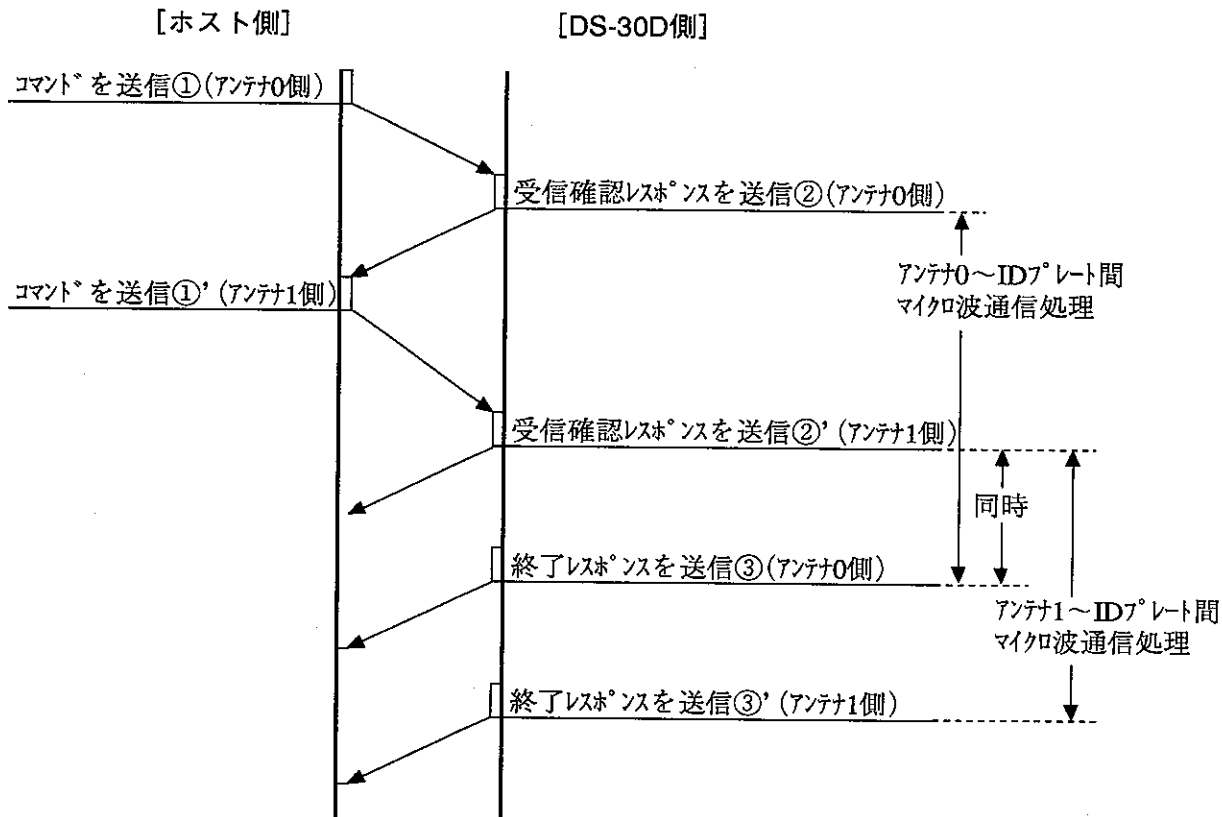 [ホスト側]
[DS-30D側]
コマンドを送信①(アンテナ0側)
受信確認レスポンスを送信②(アンテナ0側)
アンテナ0～IDプレート間
マイクロ波通信処理
コマンドを送信①' (アンテナ1側)
受信確認レスポンスを送信②' (アンテナ1側)
同時
終了レスポンスを送信③(アンテナ0側)
アンテナ1～IDプレート間
マイクロ波通信処理
終了レスポンスを送信③' (アンテナ1側)